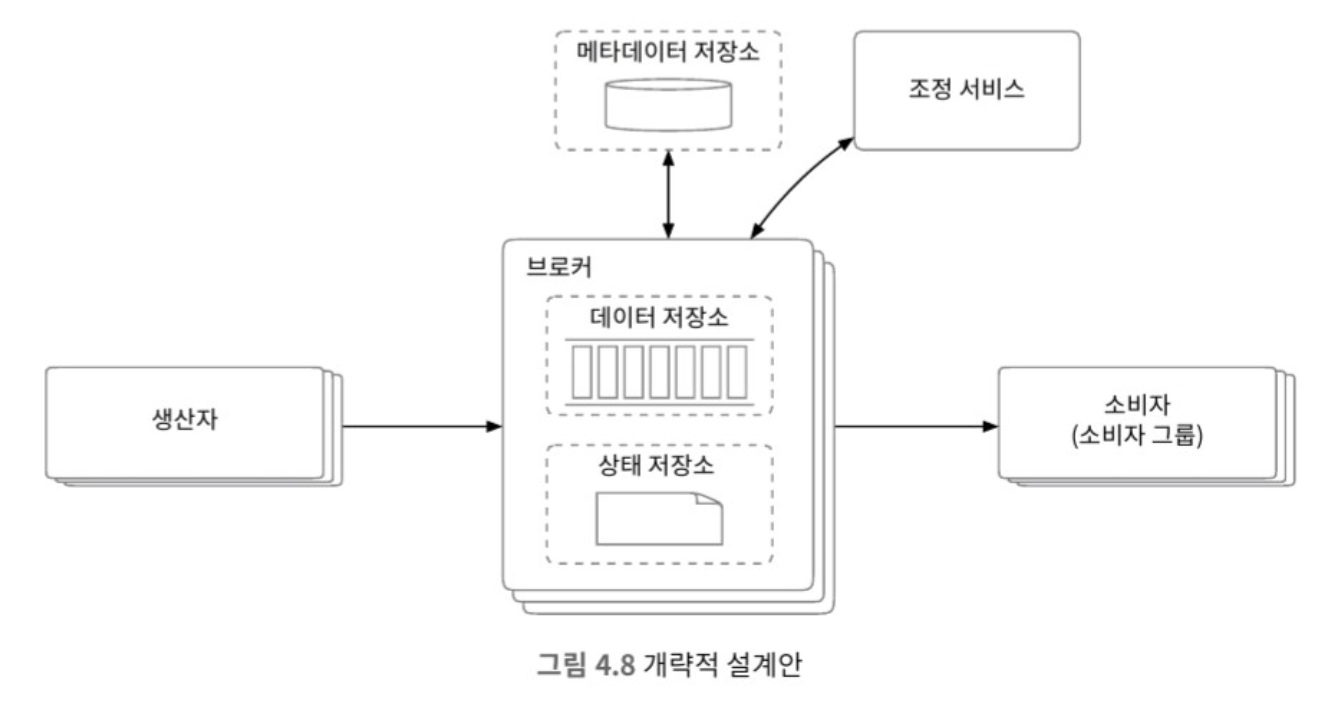 메타데이터 저장소
조정 서비스
브로커
데이터 저장소
생산자
소비자
(소비자 그룹)
상태 저장소
그림 4.8 개략적 설계안